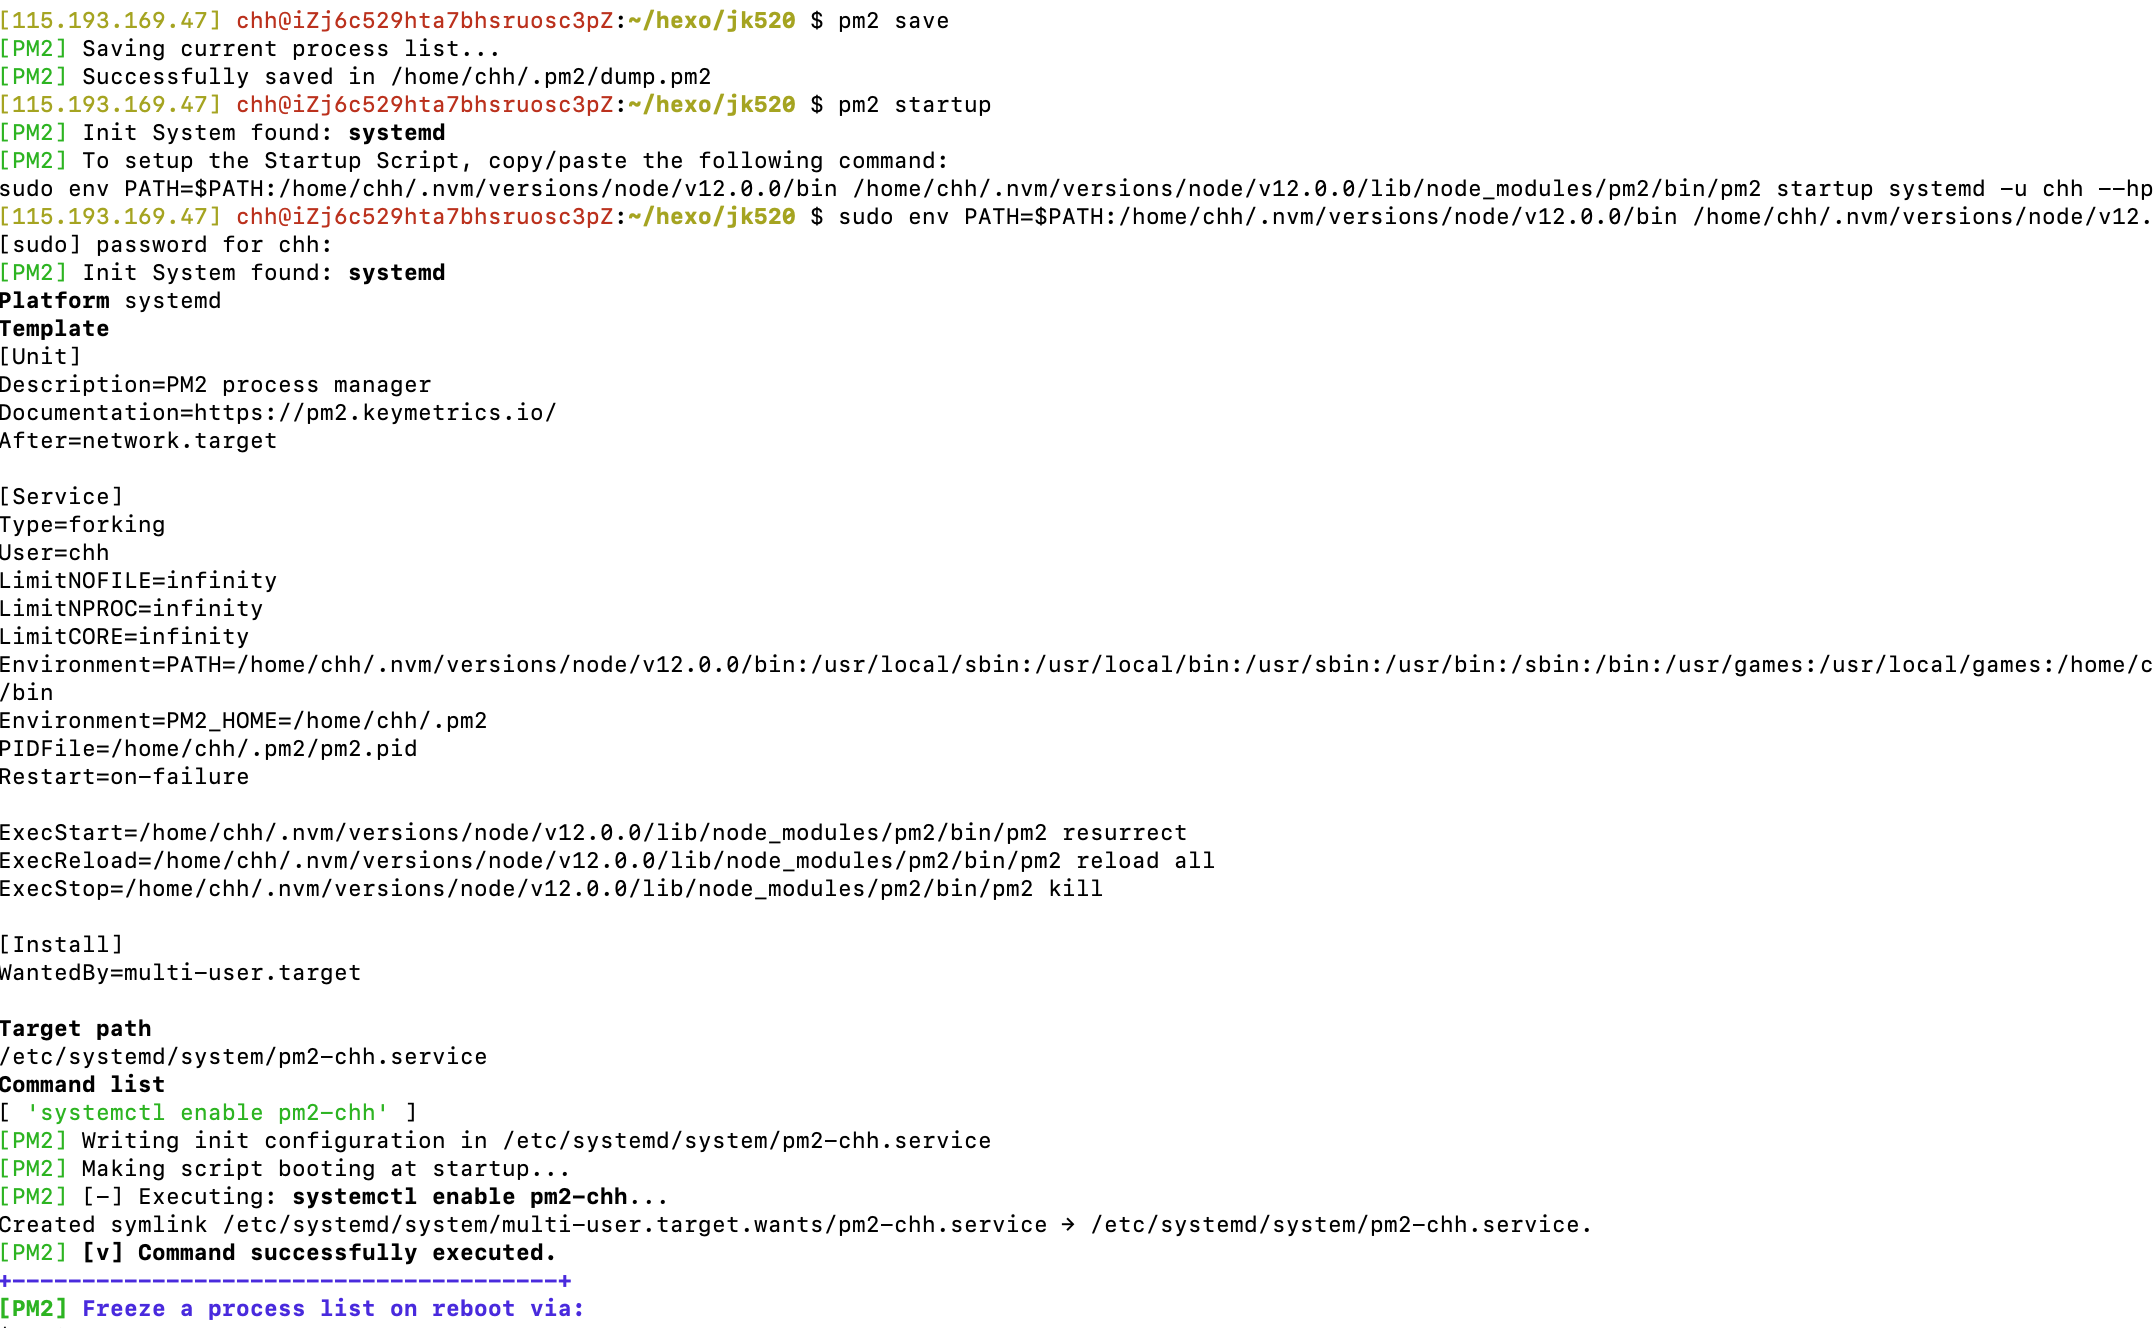 [115.193.169.47] chh@iZj6c529hta7bhsruosc3pZ:~/hexo/jk520 $ pm2 save
[PM2] Saving current process list...
[PM2] Successfully saved in /home/chh/.pm2/dump.pm2
[115.193.169.47] chh@iZj6c529hta7bhsruosc3pZ:~/hexo/jk520 $ pm2 startup
[PM2] Init System found: systemd
[PM2] To setup the Startup Script, copy/paste the following command:
sudo env PATH=$PATH:/home/chh/.nvm/versions/node/v12.0.0/bin /home/chh/.nvm/versions/node/v12.0.0/lib/node_modules/pm2/bin/pm2 startup systemd -u chh --hp
[115.193.169.47] chh@iZj6c529hta7bhsruosc3pZ:~/hexo/jk520 $ sudo env PATH=$PATH:/home/chh/.nvm/versions/node/v12.0.0/bin /home/chh/.nvm/versions/node/v12.
[sudo] password for chh:
[PM2] Init System found: systemd
Platform systemd
Template
[Unit]
Description=PM2 process manager
Documentation=https://pm2.keymetrics.io/
After=network.target
[Service]
Type=forking
User=chh
LimitNOFILE=infinity
LimitNPROC=infinity
LimitCORE=infinity
Environment=PATH=/home/chh/.nvm/versions/node/v12.0.0/bin:/usr/local/sbin:/usr/local/bin:/usr/sbin:/usr/bin:/sbin:/bin:/usr/games:/usr/local/games:/home/c
/bin
Environment=PM2_HOME=/home/chh/.pm2
PIDFile=/home/chh/.pm2/pm2.pid
Restart=on-failure
ExecStart=/home/chh/.nvm/versions/node/v12.0.0/lib/node_modules/pm2/bin/pm2 resurrect
ExecReload=/home/chh/.nvm/versions/node/v12.0.0/lib/node_modules/pm2/bin/pm2 reload all
ExecStop=/home/chh/.nvm/versions/node/v12.0.0/lib/node_modules/pm2/bin/pm2 kill
[Install]
WantedBy=multi-user.target
Target path
/etc/systemd/system/pm2-chh.service
Command list
[ 'systemctl enable pm2-chh' ]
[PM2] Writing init configuration in /etc/systemd/system/pm2-chh.service
[PM2] Making script booting at startup...
[PM2] [-] Executing: systemctl enable pm2-chh...
Created symlink /etc/systemd/system/multi-user.target.wants/pm2-chh.service → /etc/systemd/system/pm2-chh.service.
[PM2] [v] Command successfully executed.
+---------------------------------------+
[PM2] Freeze a process list on reboot via: